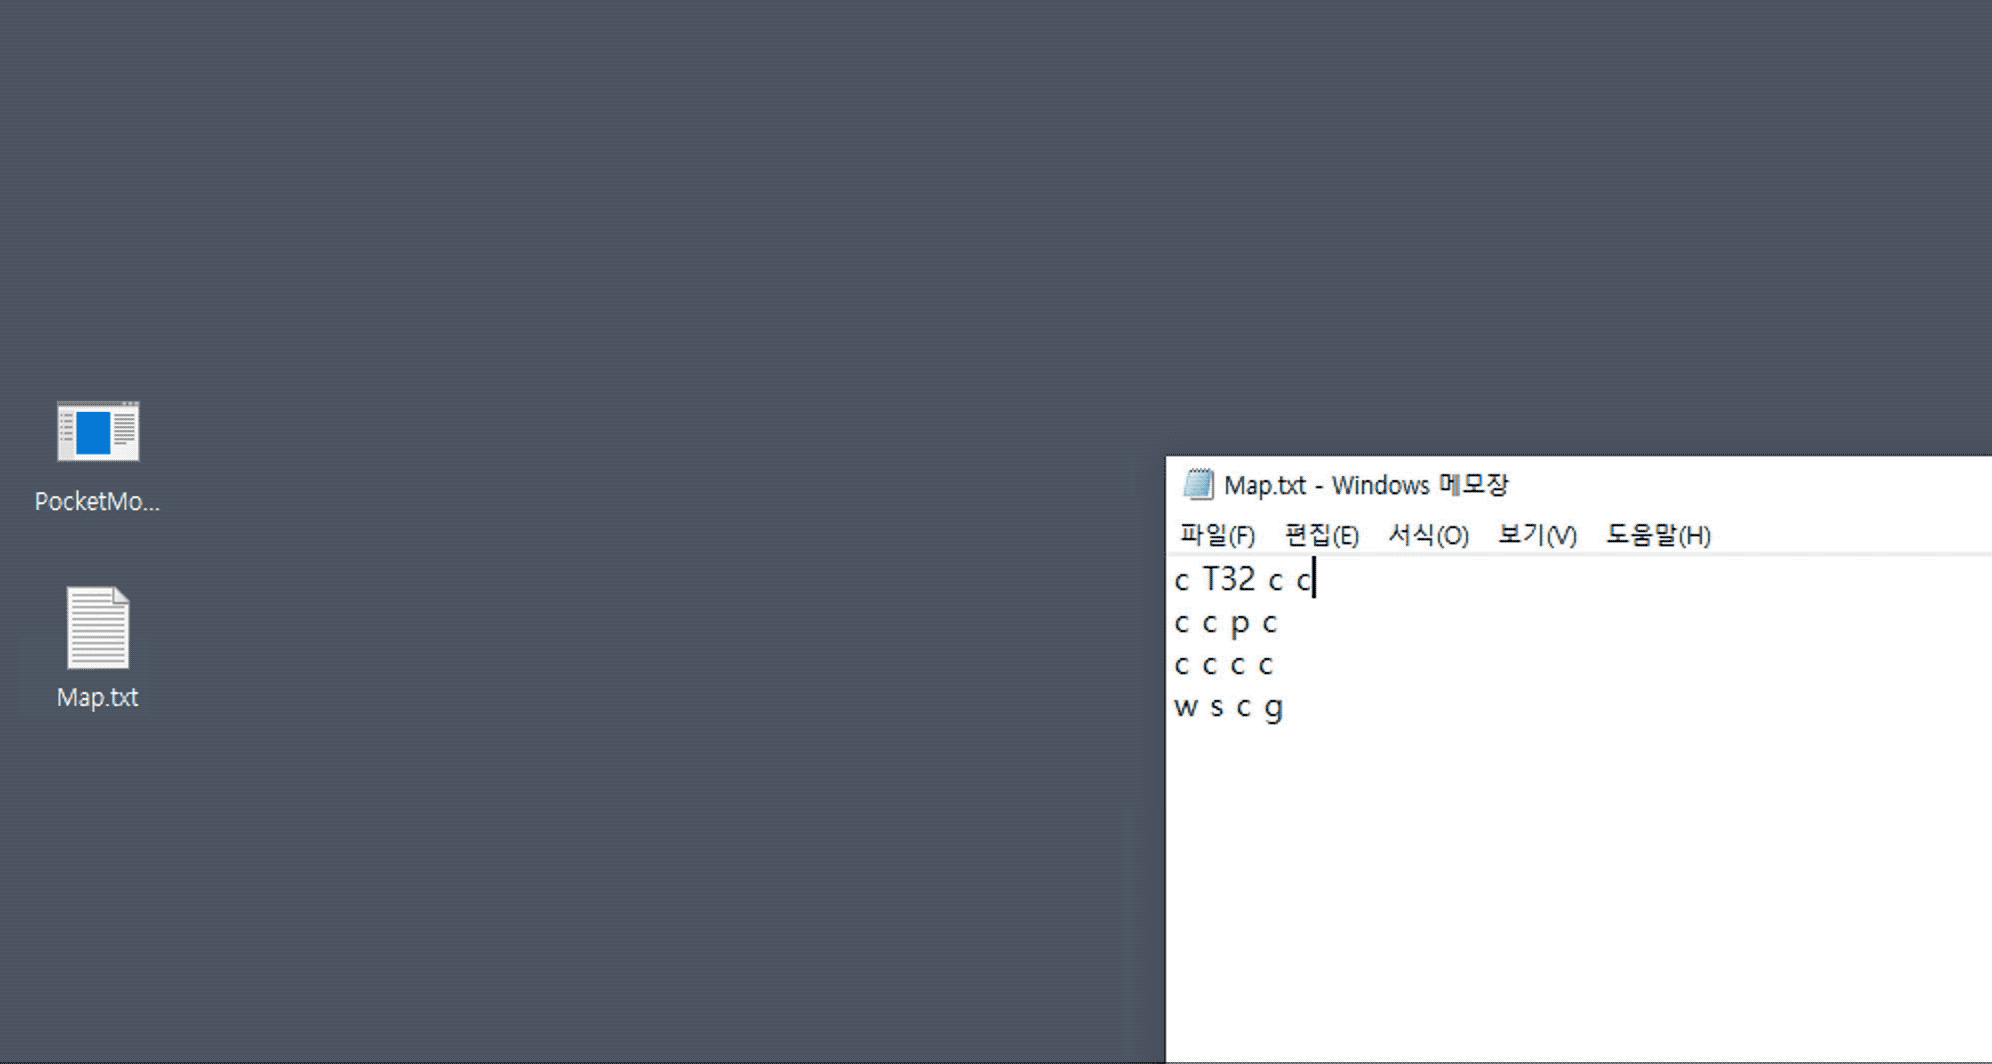 PocketMo...
Map.txt
Map.txt - Windows 메모장
파일(F) 편집(E) 서식(O) 보기(V) 도움말(H)
c T32 c c
c c p c
c c c c
w s c g